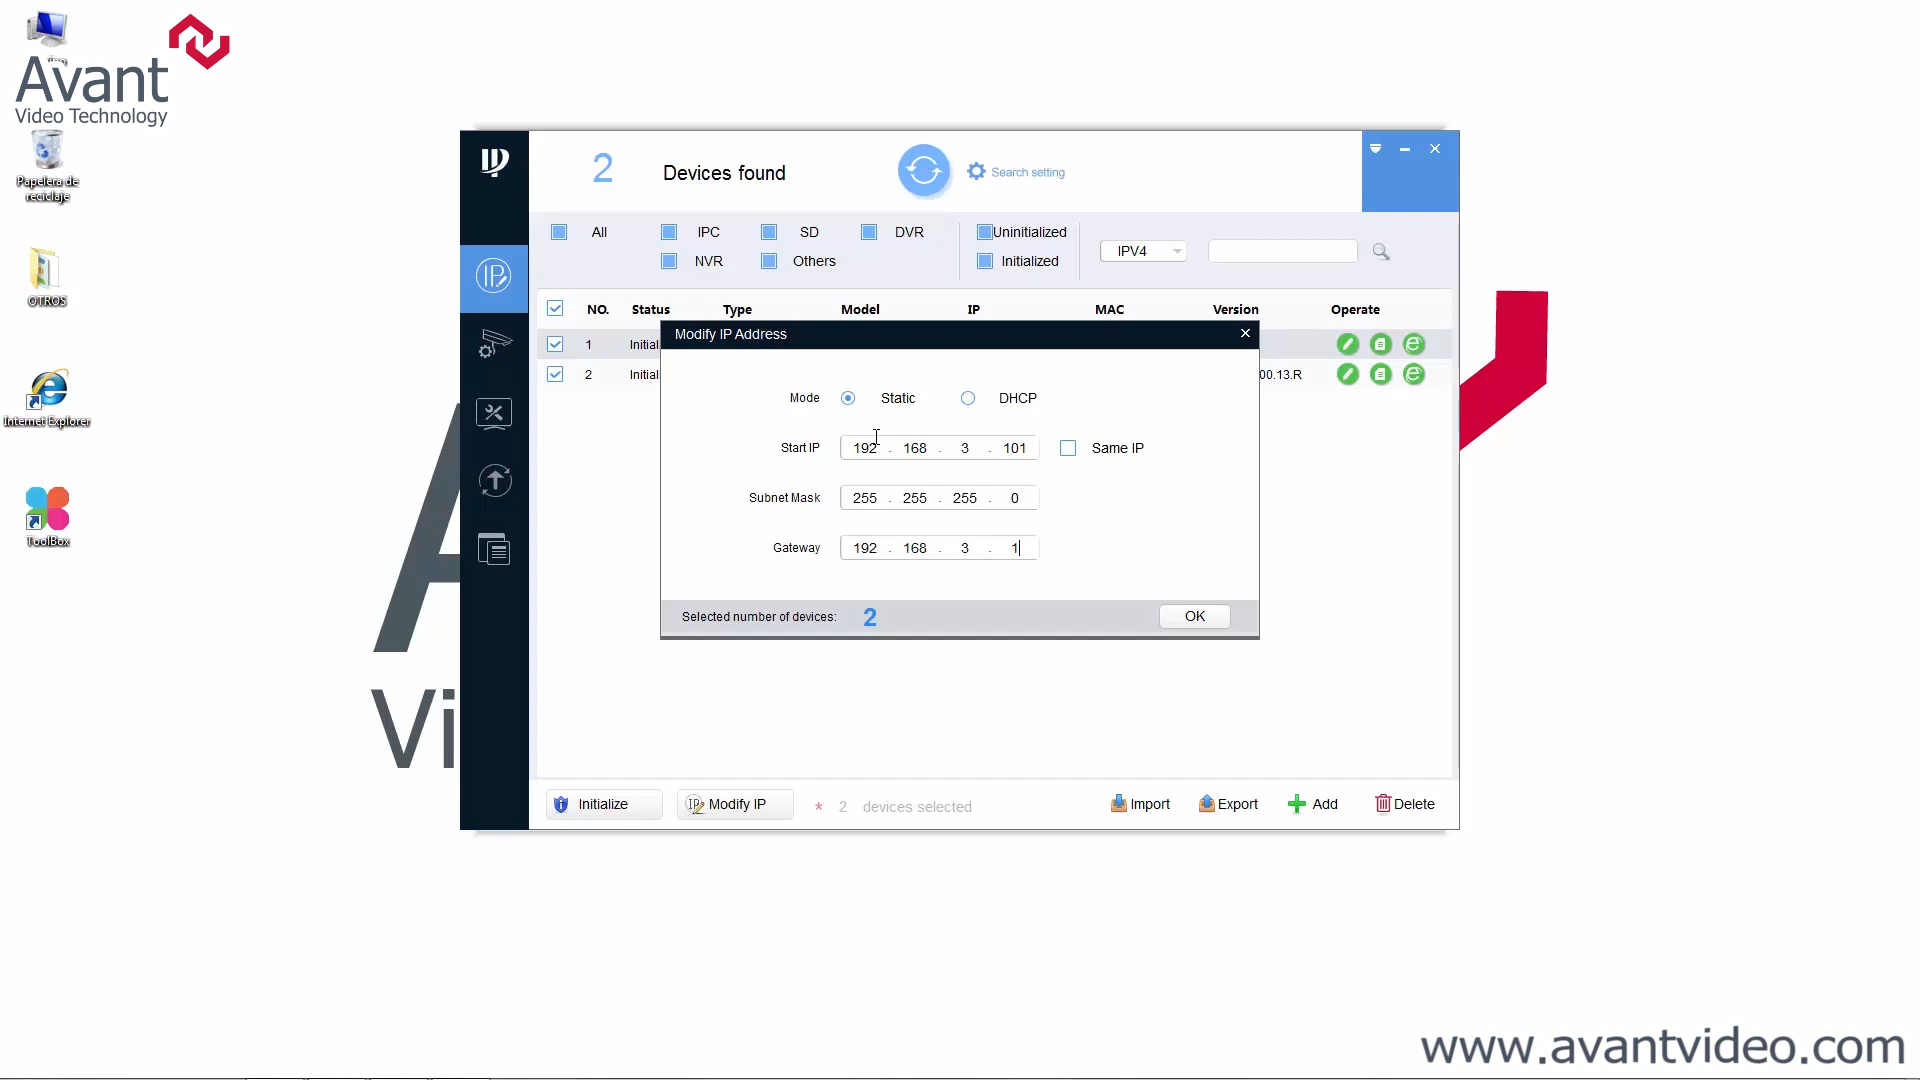 Avant
Video Technology
Papelera de
reciclaje
OTROS
Internet Explorer
ToolBox
2 Devices found Search setting
All IPC SD DVR Uninitialized
NVR Others Initialized IPV4
NO. Status Type Model IP MAC Version Operate
Modify IP Address
1 Initial
2 Initial 00.13.R
Mode Static DHCP
Start IP 192 . 168 . 3 . 101 Same IP
Subnet Mask 255 . 255 . 255 . 0
Gateway 192 . 168 . 3 . 1
Selected number of devices: 2 OK
Initialize Modify IP * 2 devices selected Import Export Add Delete
A
Vi
www.avantvideo.com